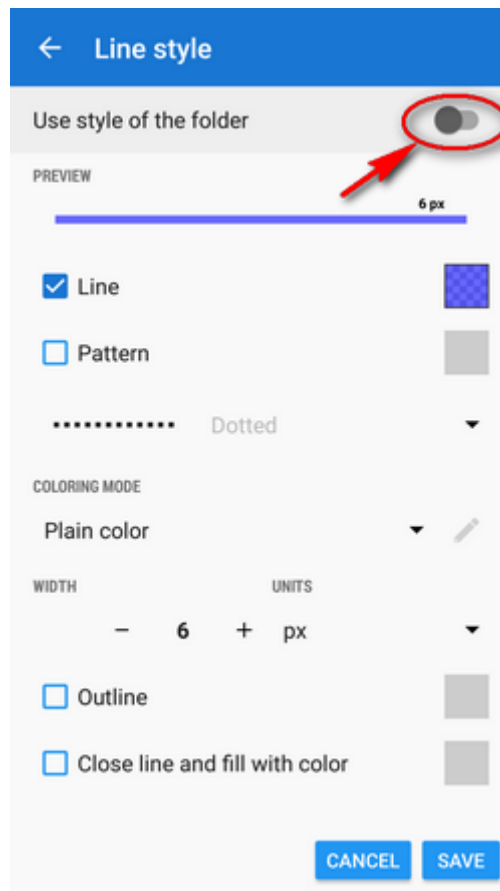 Line style
Use style of the folder
PREVIEW
6 px
Line
Pattern
Dotted
COLORING MODE
Plain color
WIDTH UNITS
− 6 + px
Outline
Close line and fill with color
CANCEL SAVE